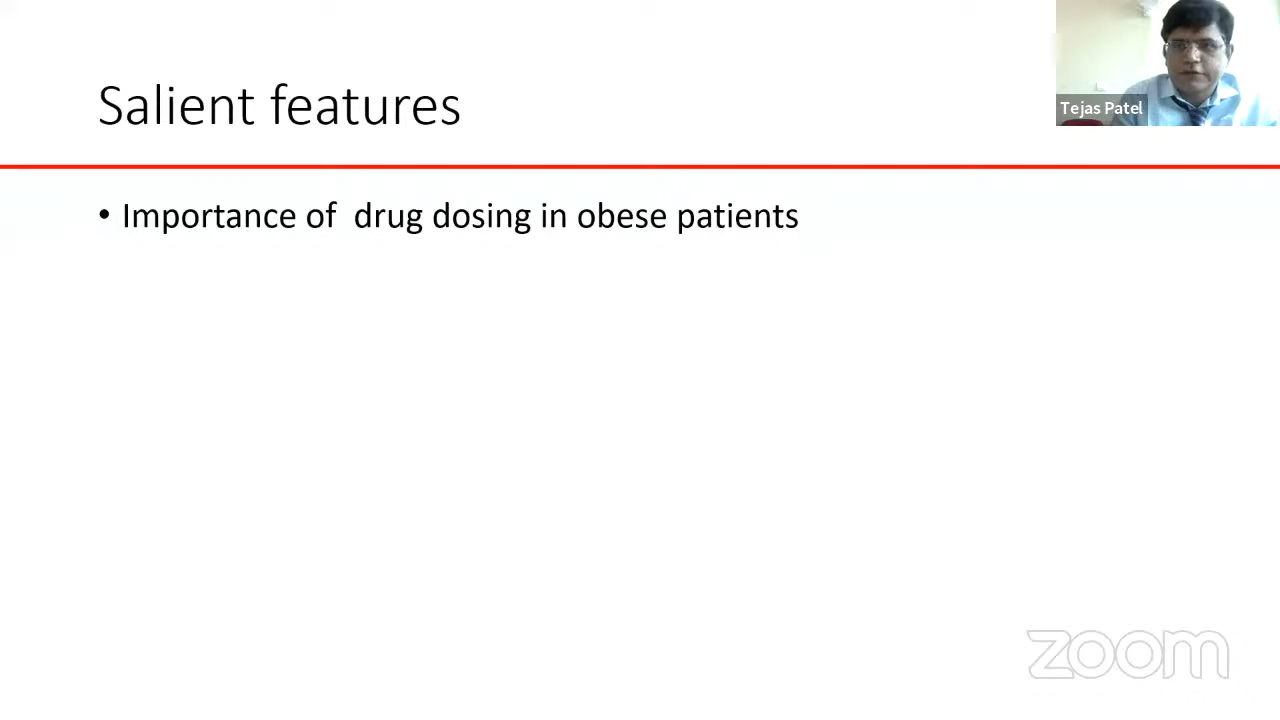 Salient features
Tejas Patel
• Importance of  drug dosing in obese patients
zoom